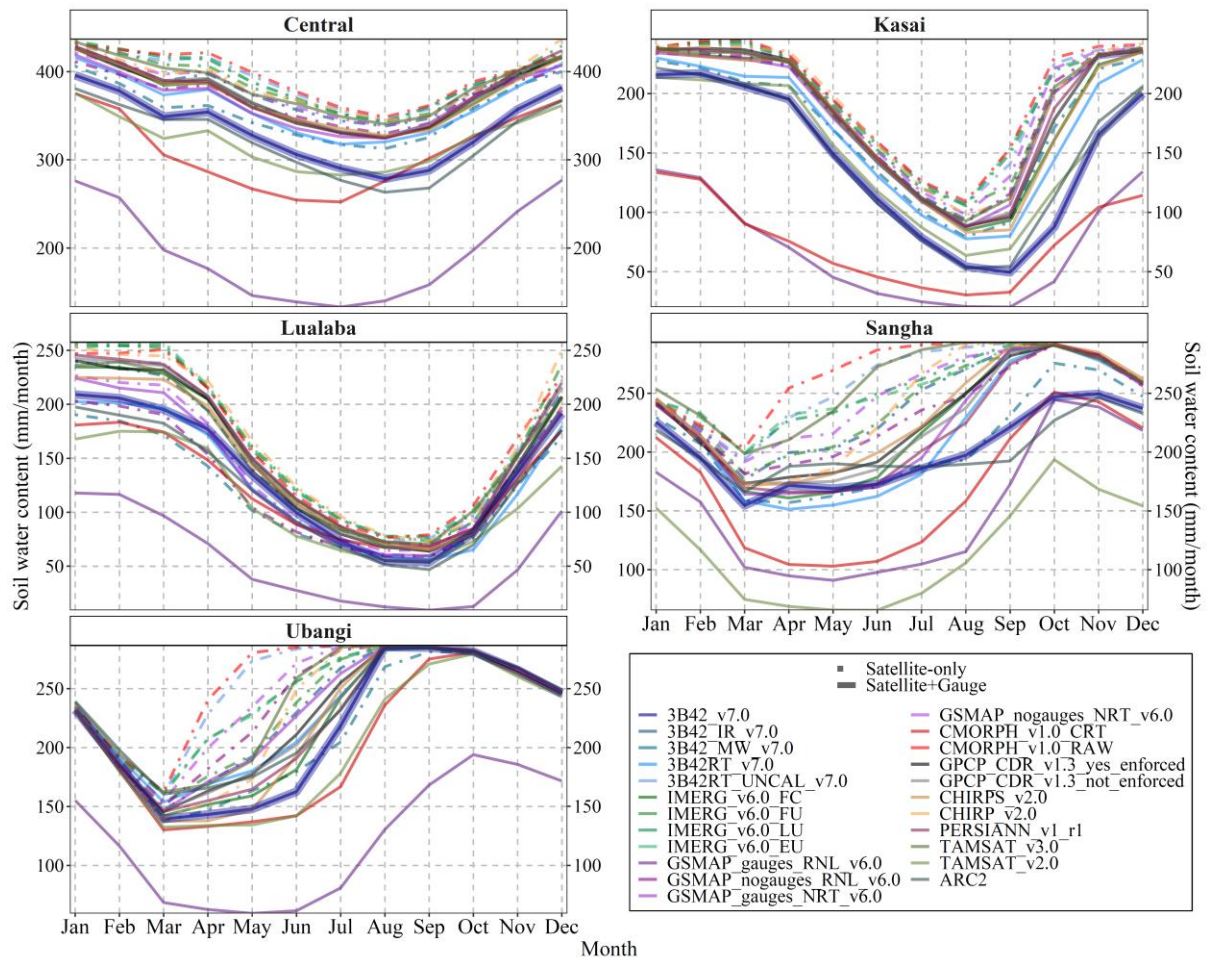 Central
Kasai
400
300
200
400
300
200
200
150
100
50
200
150
100
50
Lualaba
Sangha
250
200
150
100
50
250
200
150
100
50
250
200
150
100
250
200
150
100
Soil water content (mm/month)
Soil water content (mm/month)
Jan Feb Mar Apr May Jun Jul Aug Sep Oct Nov Dec
Ubangi
250
200
150
100
250
200
150
100
Jan Feb Mar Apr May Jun Jul Aug Sep Oct Nov Dec
Month
Satellite-only
Satellite+Gauge
3B42_v7.0
3B42_IR_v7.0
3B42_MW_v7.0
3B42RT_v7.0
3B42RT_UNCAL_v7.0
IMERG_v6.0_FC
IMERG_v6.0_FU
IMERG_v6.0_LU
IMERG_v6.0_EU
GSMAP_gauges_RNL_v6.0
GSMAP_nogauges_RNL_v6.0
GSMAP_gauges_NRT_v6.0
GSMAP_nogauges_NRT_v6.0
CMORPH_v1.0_CRT
CMORPH_v1.0_RAW
GPCP_CDR_v1.3_yes_enforced
GPCP_CDR_v1.3_not_enforced
CHIRPS_v2.0
CHIRP_v2.0
PERSIANN_v1_r1
TAMSAT_v3.0
TAMSAT_v2.0
ARC2